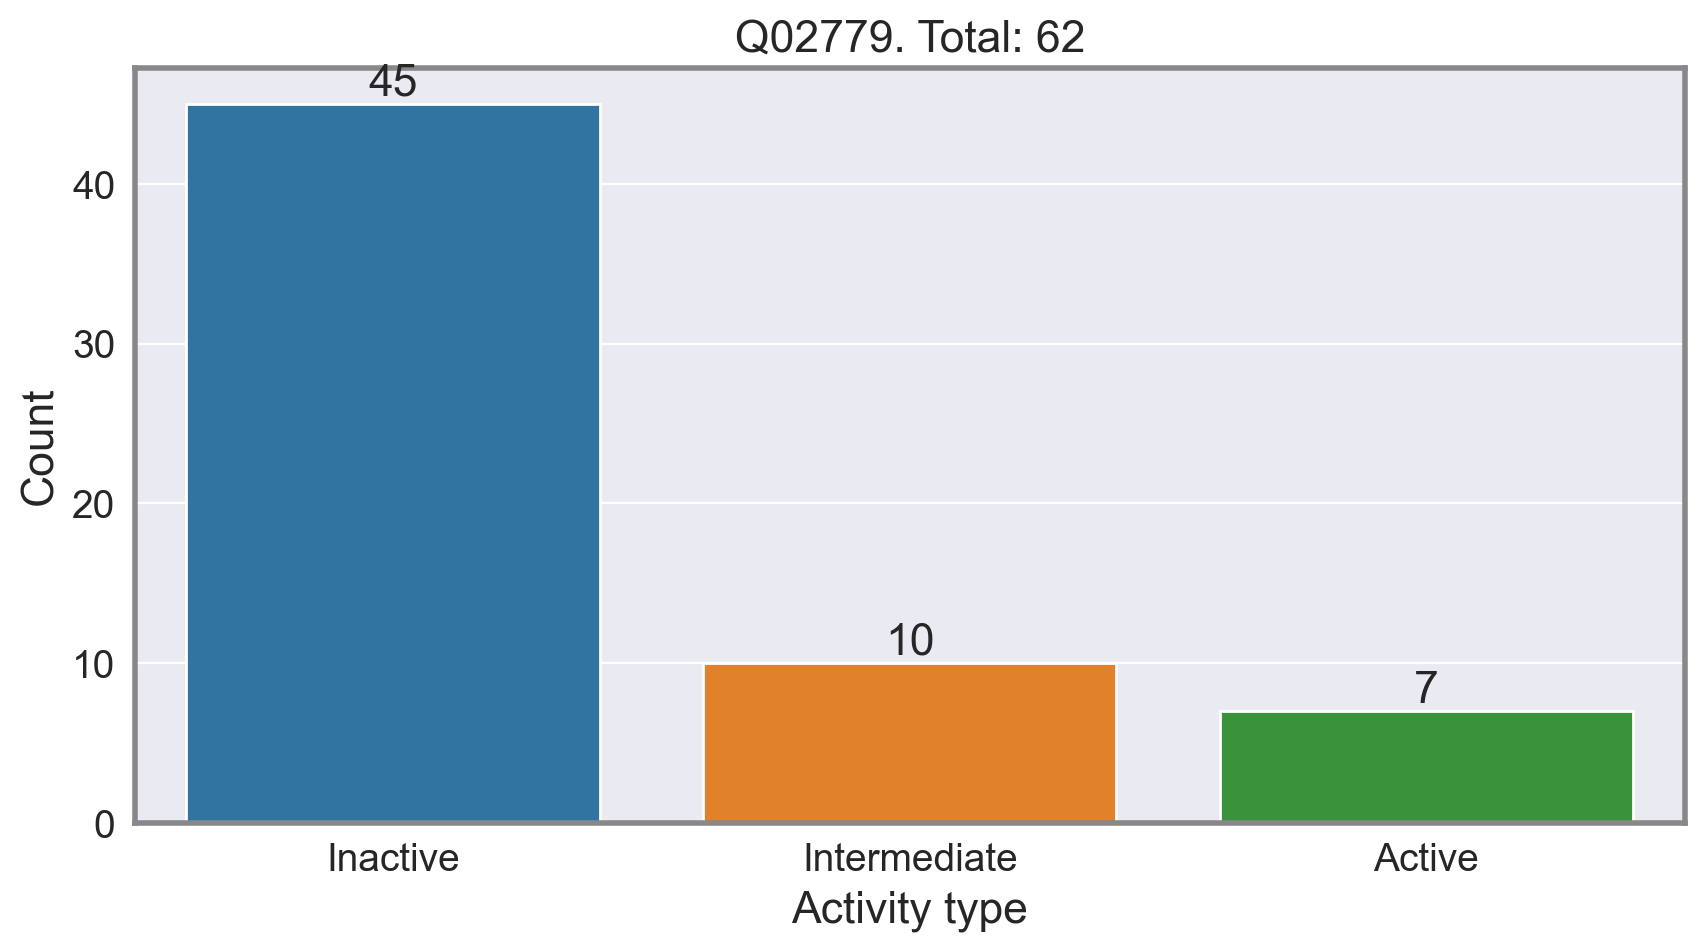 Q02779. Total: 62
45
40
30
20
10
0
10
7
Count
Inactive
Intermediate
Active
Activity type